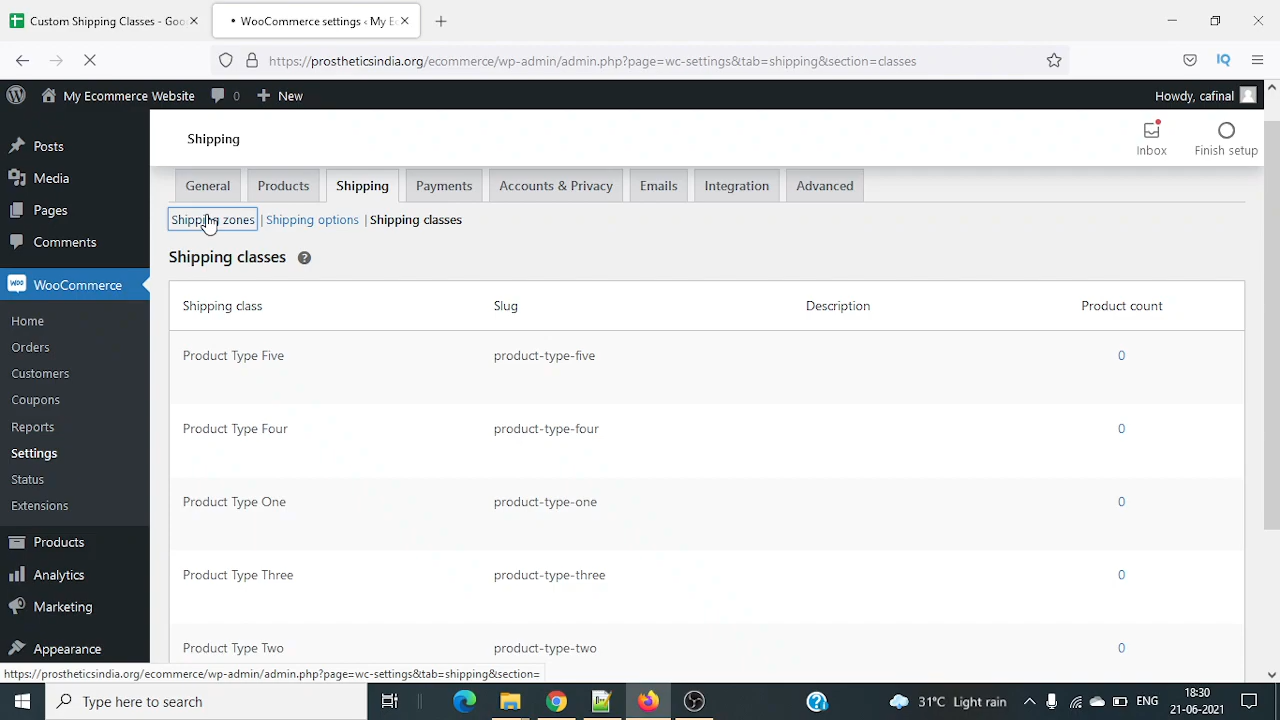 Custom Shipping Classes - Goo
WooCommerce settings ‹ My Ec
https://prostheticsindia.org/ecommerce/wp-admin/admin.php?page=wc-settings&tab=shipping&section=classes
IQ
My Ecommerce Website 0 New
Howdy, cafinal
Posts
Media
Pages
Comments
WooCommerce
Home
Orders
Customers
Coupons
Reports
Settings
Status
Extensions
Products
Analytics
Marketing
Appearance
Shipping
Inbox
Finish setup
General Products Shipping Payments Accounts & Privacy Emails Integration Advanced
Shipping zones | Shipping options | Shipping classes
Shipping classes ?
Shipping class Slug Description Product count
Product Type Five product-type-five 0
Product Type Four product-type-four 0
Product Type One product-type-one 0
Product Type Three product-type-three 0
Product Type Two product-type-two 0
https://prostheticsindia.org/ecommerce/wp-admin/admin.php?page=wc-settings&tab=shipping&section=
Type here to search
31°C Light rain
ENG
18:30
21-06-2021